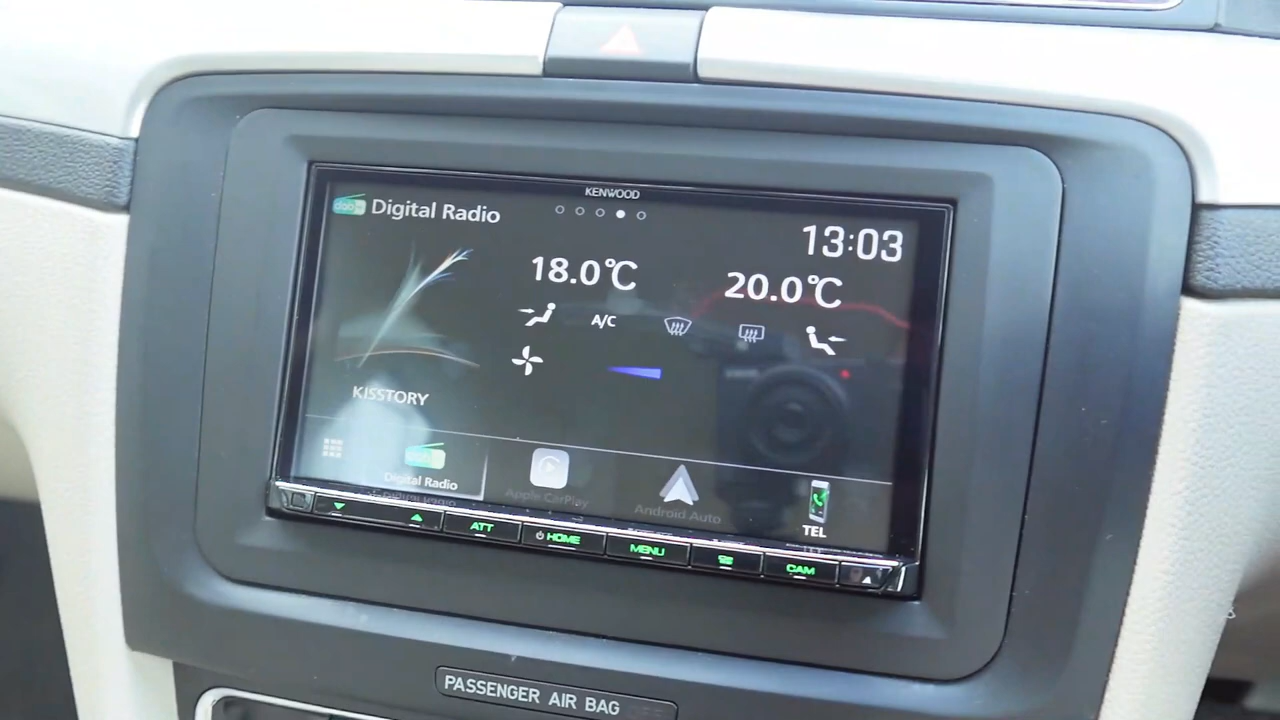 KENWOOD
dab+ Digital Radio
13:03
18.0°C
20.0°C
A/C
KISSTORY
Digital Radio
Apple CarPlay
Android Auto
TEL
ATT
HOME
MENU
CAM
PASSENGER AIR BAG